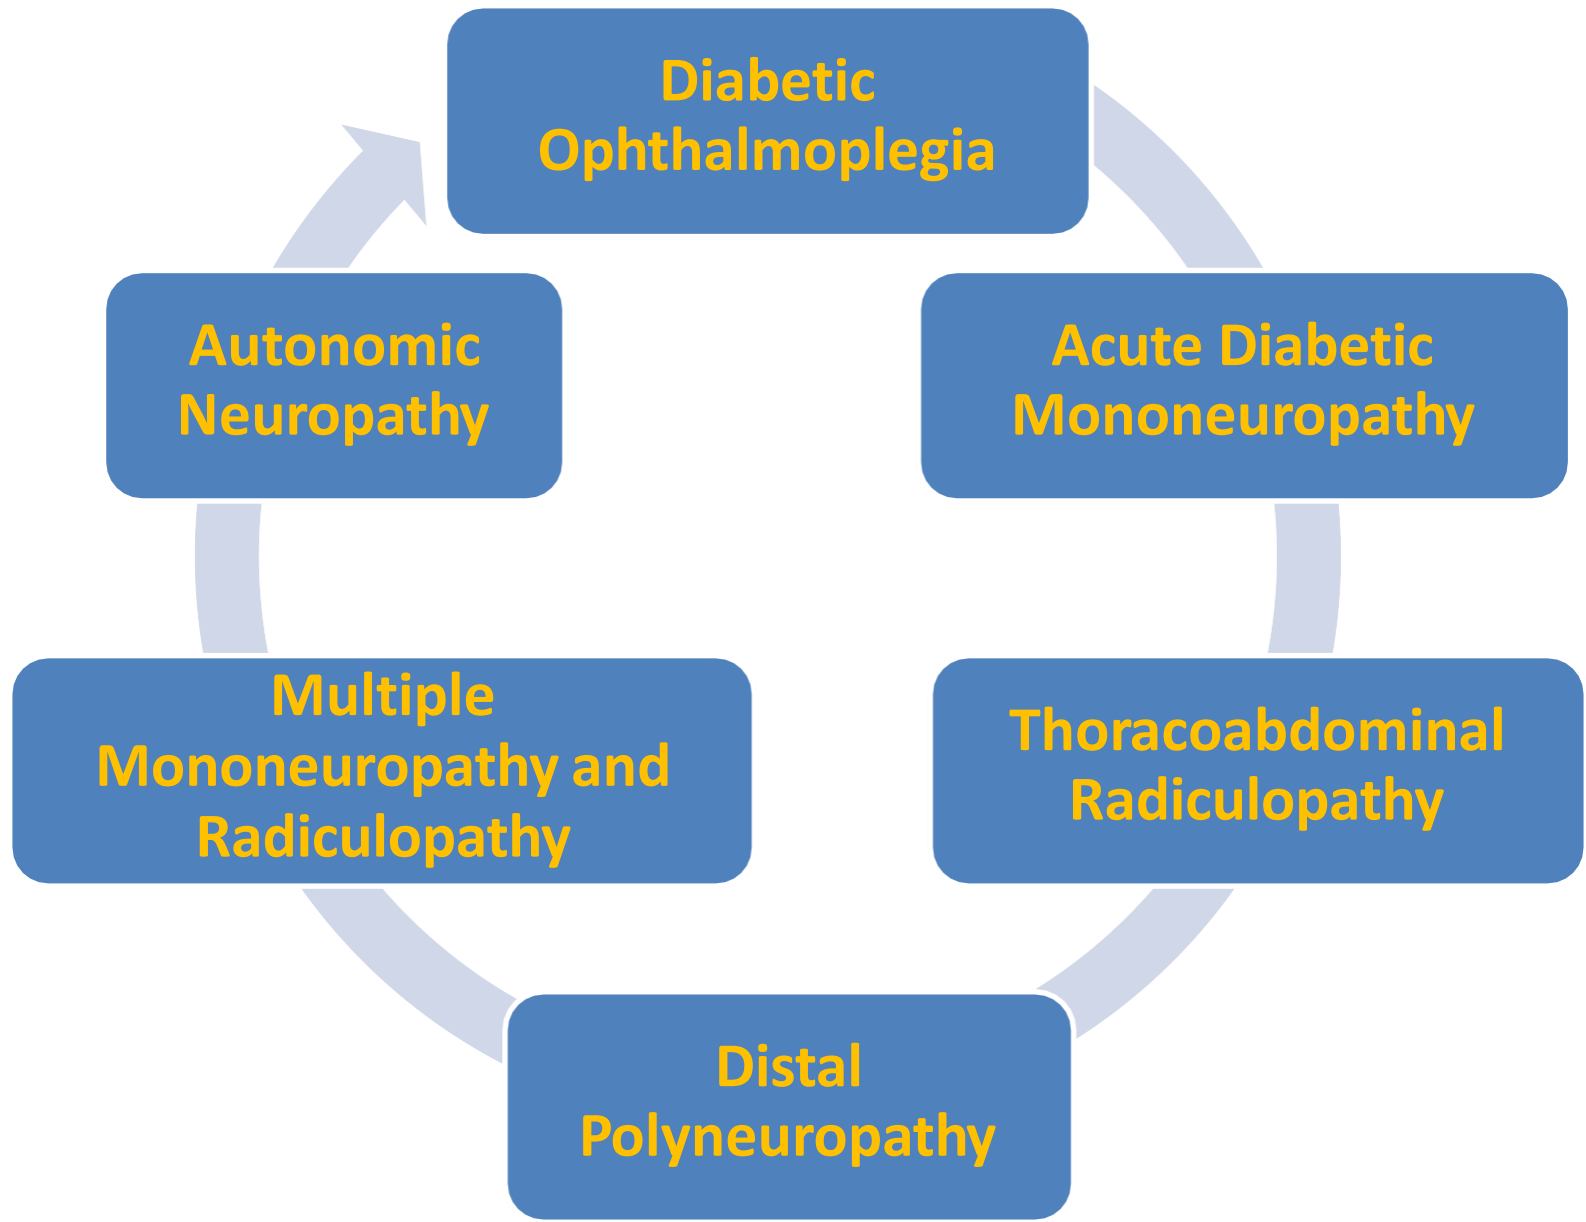 Diabetic
Ophthalmoplegia
Acute Diabetic
Mononeuropathy
Thoracoabdominal
Radiculopathy
Distal
Polyneuropathy
Multiple
Mononeuropathy and
Radiculopathy
Autonomic
Neuropathy